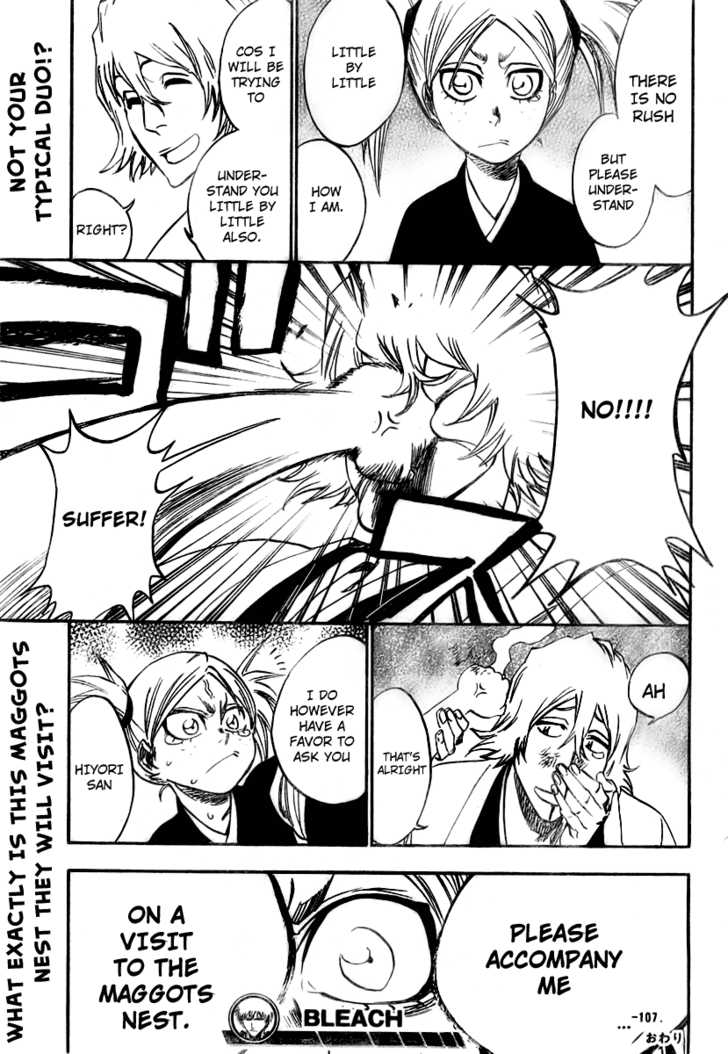 THERE
IS NO
RUSH
BUT
PLEASE
UNDER-
STAND
LITTLE
BY
LITTLE
HOW
I AM.
COS I
WILL BE
TRYING
TO
UNDER-
STAND YOU
LITTLE BY
LITTLE
ALSO.
RIGHT?
NOT YOUR
TYPICAL DUO!?
NO!!!!
SUFFER!
AH
THAT'S
ALRIGHT
I DO
HOWEVER
HAVE A
FAVOR TO
ASK YOU
HIYORI
SAN
WHAT EXACTLY IS THIS MAGGOTS
NEST THEY WILL VISIT?
PLEASE
ACCOMPANY
ME
ON A
VISIT
TO THE
MAGGOTS
NEST.
BLEACH
-107.
...／おわり